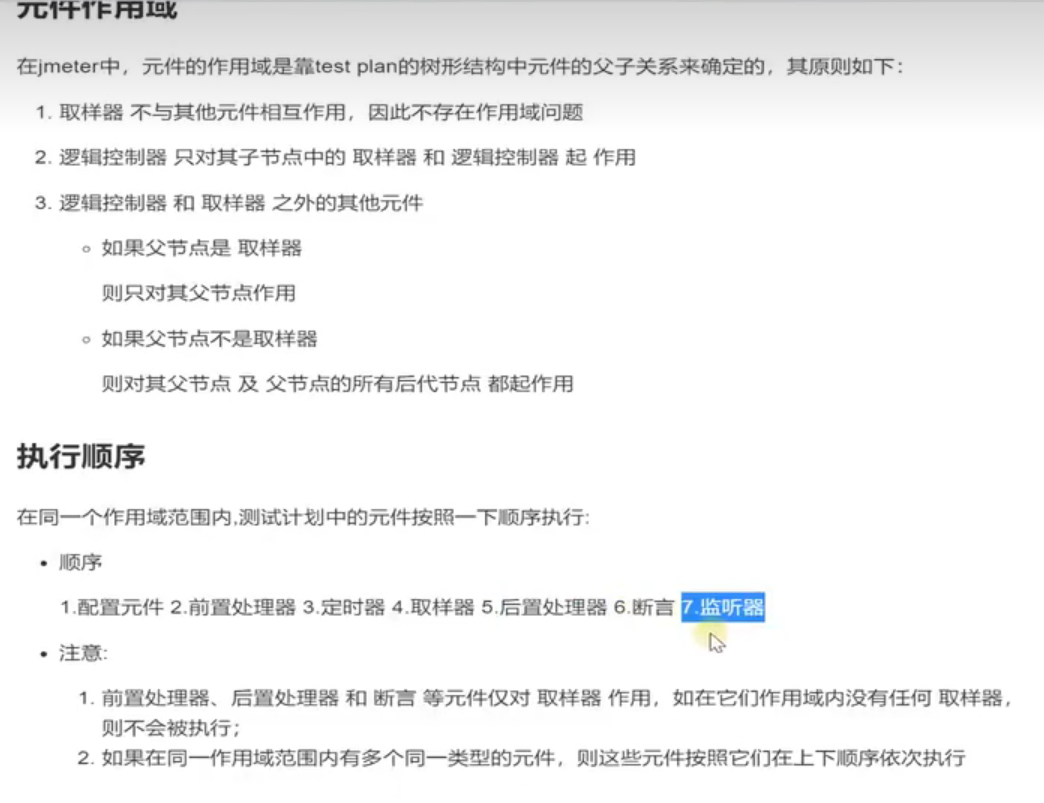 元件作用域
在jmeter中，元件的作用域是靠test plan的树形结构中元件的父子关系来确定的，其原则如下：
1. 取样器 不与其他元件相互作用，因此不存在作用域问题
2. 逻辑控制器 只对其子节点中的 取样器 和 逻辑控制器 起 作用
3. 逻辑控制器 和 取样器 之外的其他元件
○ 如果父节点是 取样器
则只对其父节点作用
○ 如果父节点不是取样器
则对其父节点 及 父节点的所有后代节点 都起作用
执行顺序
在同一个作用域范围内,测试计划中的元件按照一下顺序执行:
• 顺序
1.配置元件 2.前置处理器 3.定时器 4.取样器 5.后置处理器 6.断言 7.监听器
• 注意:
1. 前置处理器、后置处理器 和 断言 等元件仅对 取样器 作用，如在它们作用域内没有任何 取样器，
则不会被执行；
2. 如果在同一作用域范围内有多个同一类型的元件，则这些元件按照它们在上下顺序依次执行